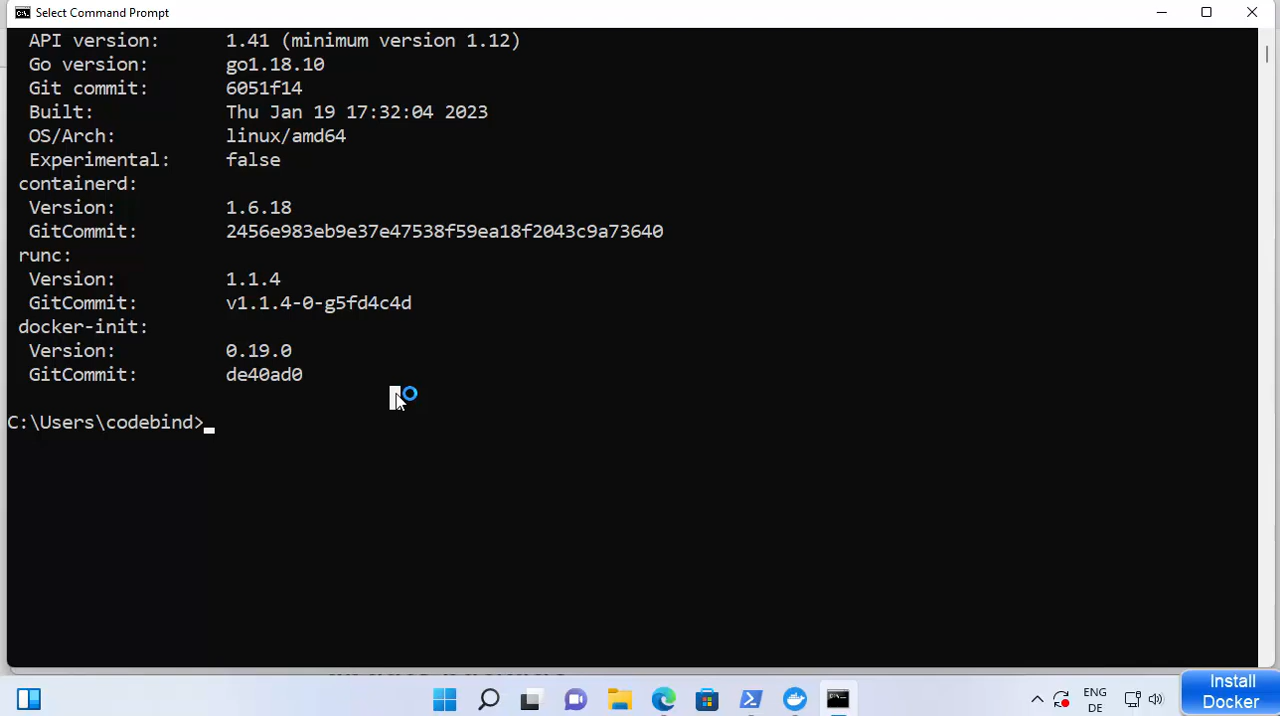 Select Command Prompt
API version: 1.41 (minimum version 1.12)
Go version: go1.18.10
Git commit: 6051f14
Built: Thu Jan 19 17:32:04 2023
OS/Arch: linux/amd64
Experimental: false
containerd:
Version: 1.6.18
GitCommit: 2456e983eb9e37e47538f59ea18f2043c9a73640
runc:
Version: 1.1.4
GitCommit: v1.1.4-0-g5fd4c4d
docker-init:
Version: 0.19.0
GitCommit: de40ad0
C:\Users\codebind>
ENG
DE
Install
Docker